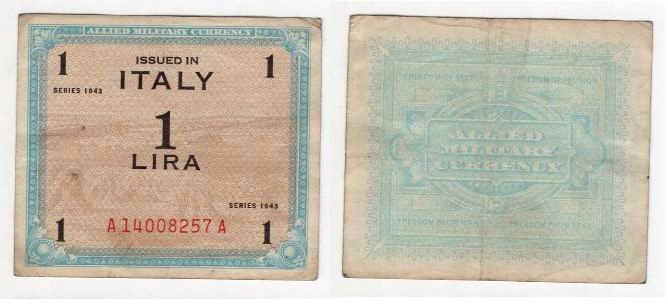 ALLIED MILITARY CURRENCY
1 ISSUED IN 1
ITALY
SERIES 1943
1
LIRA
SERIES 1943
1 A14008257A 1
ALLIED
MILITARY
CURRENCY